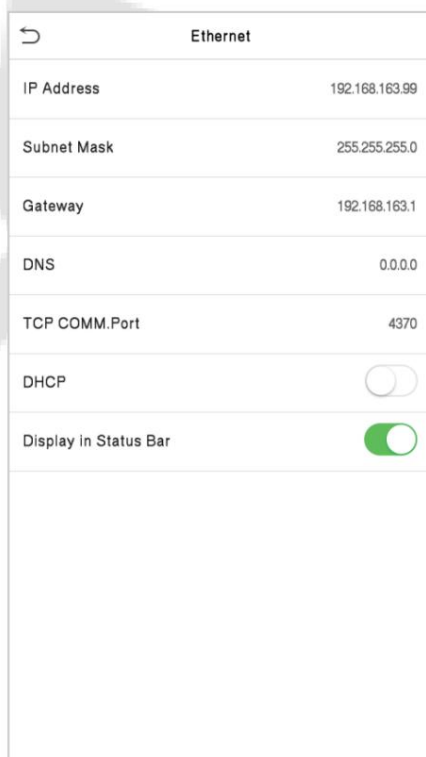 Ethernet
IP Address 192.168.163.99
Subnet Mask 255.255.255.0
Gateway 192.168.163.1
DNS 0.0.0.0
TCP COMM.Port 4370
DHCP
Display in Status Bar